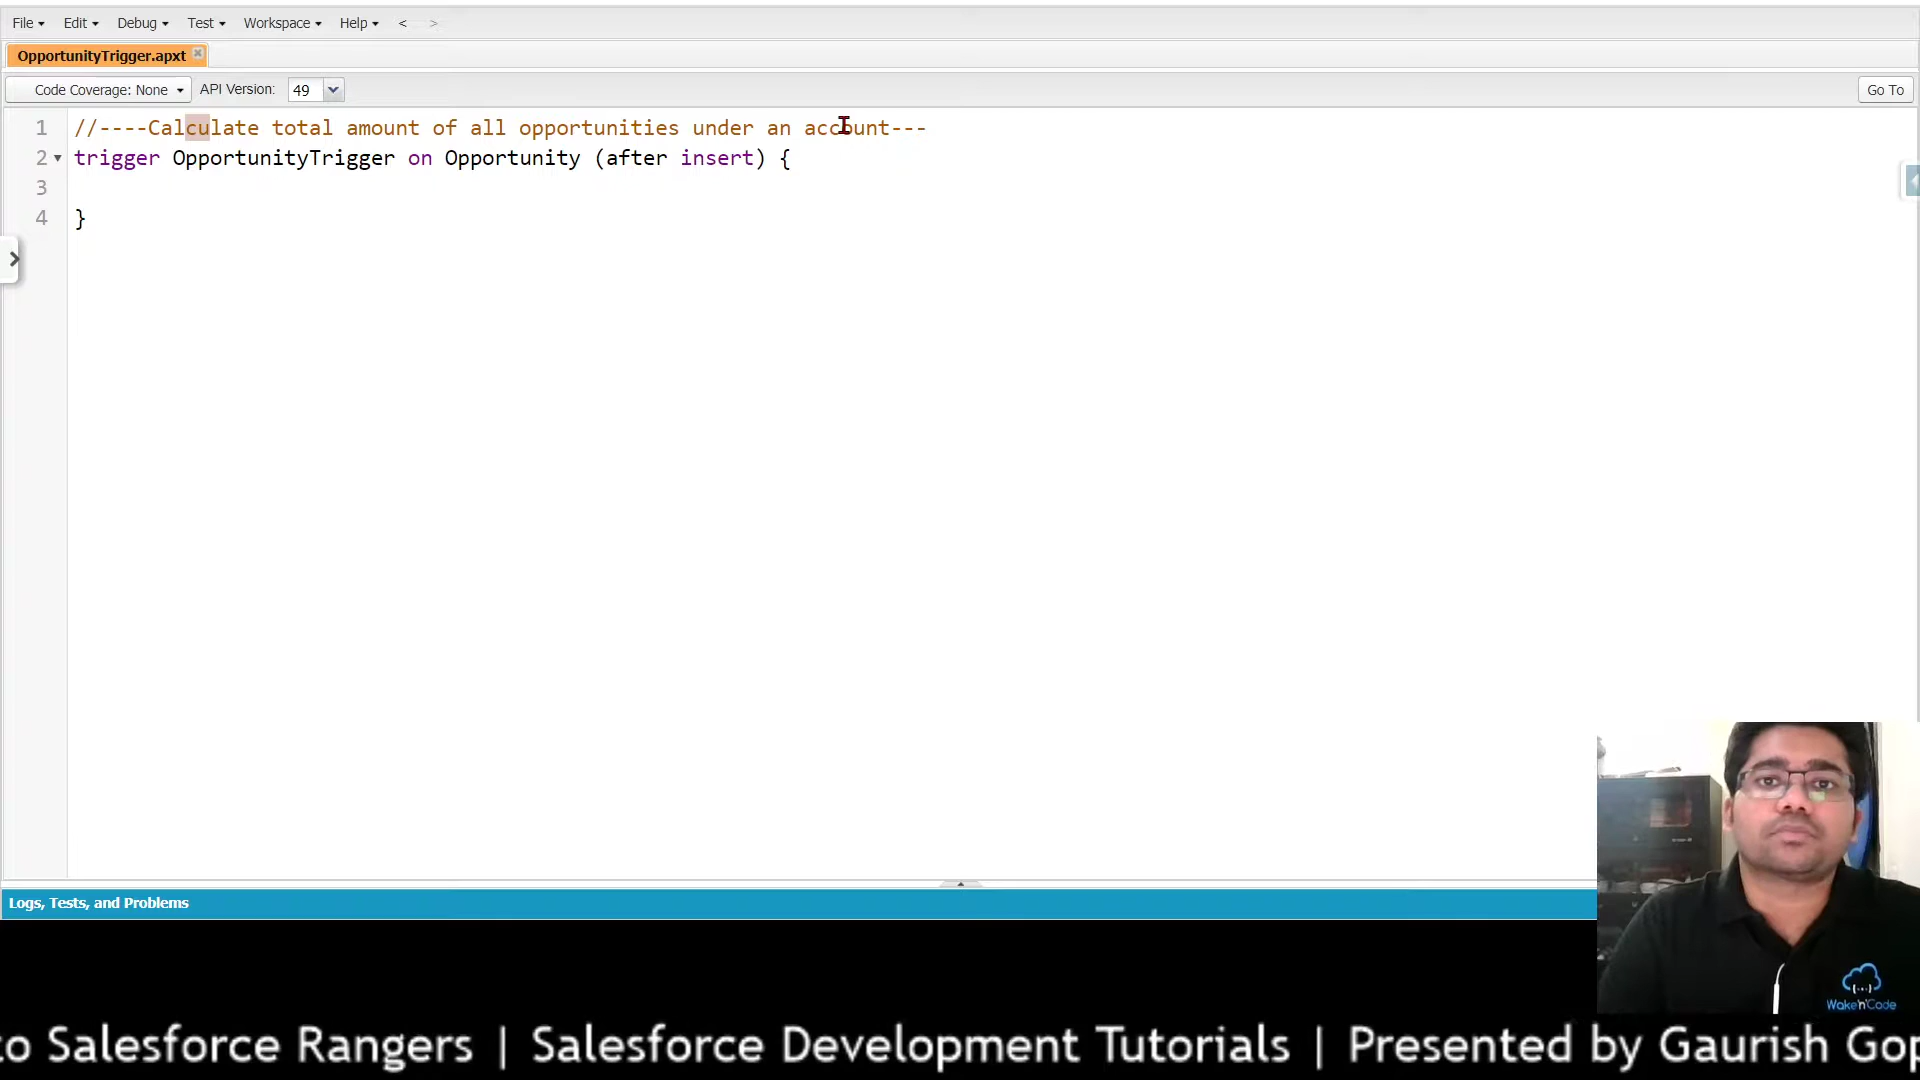 File Edit Debug Test Workspace Help < >
OpportunityTrigger.apxt
Code Coverage: None API Version: 49 Go To
1 //----Calculate total amount of all opportunities under an account---
2 trigger OpportunityTrigger on Opportunity (after insert) {
3
4 }
Logs, Tests, and Problems
Wake'n'Code
to Salesforce Rangers | Salesforce Development Tutorials | Presented by Gaurish Gop